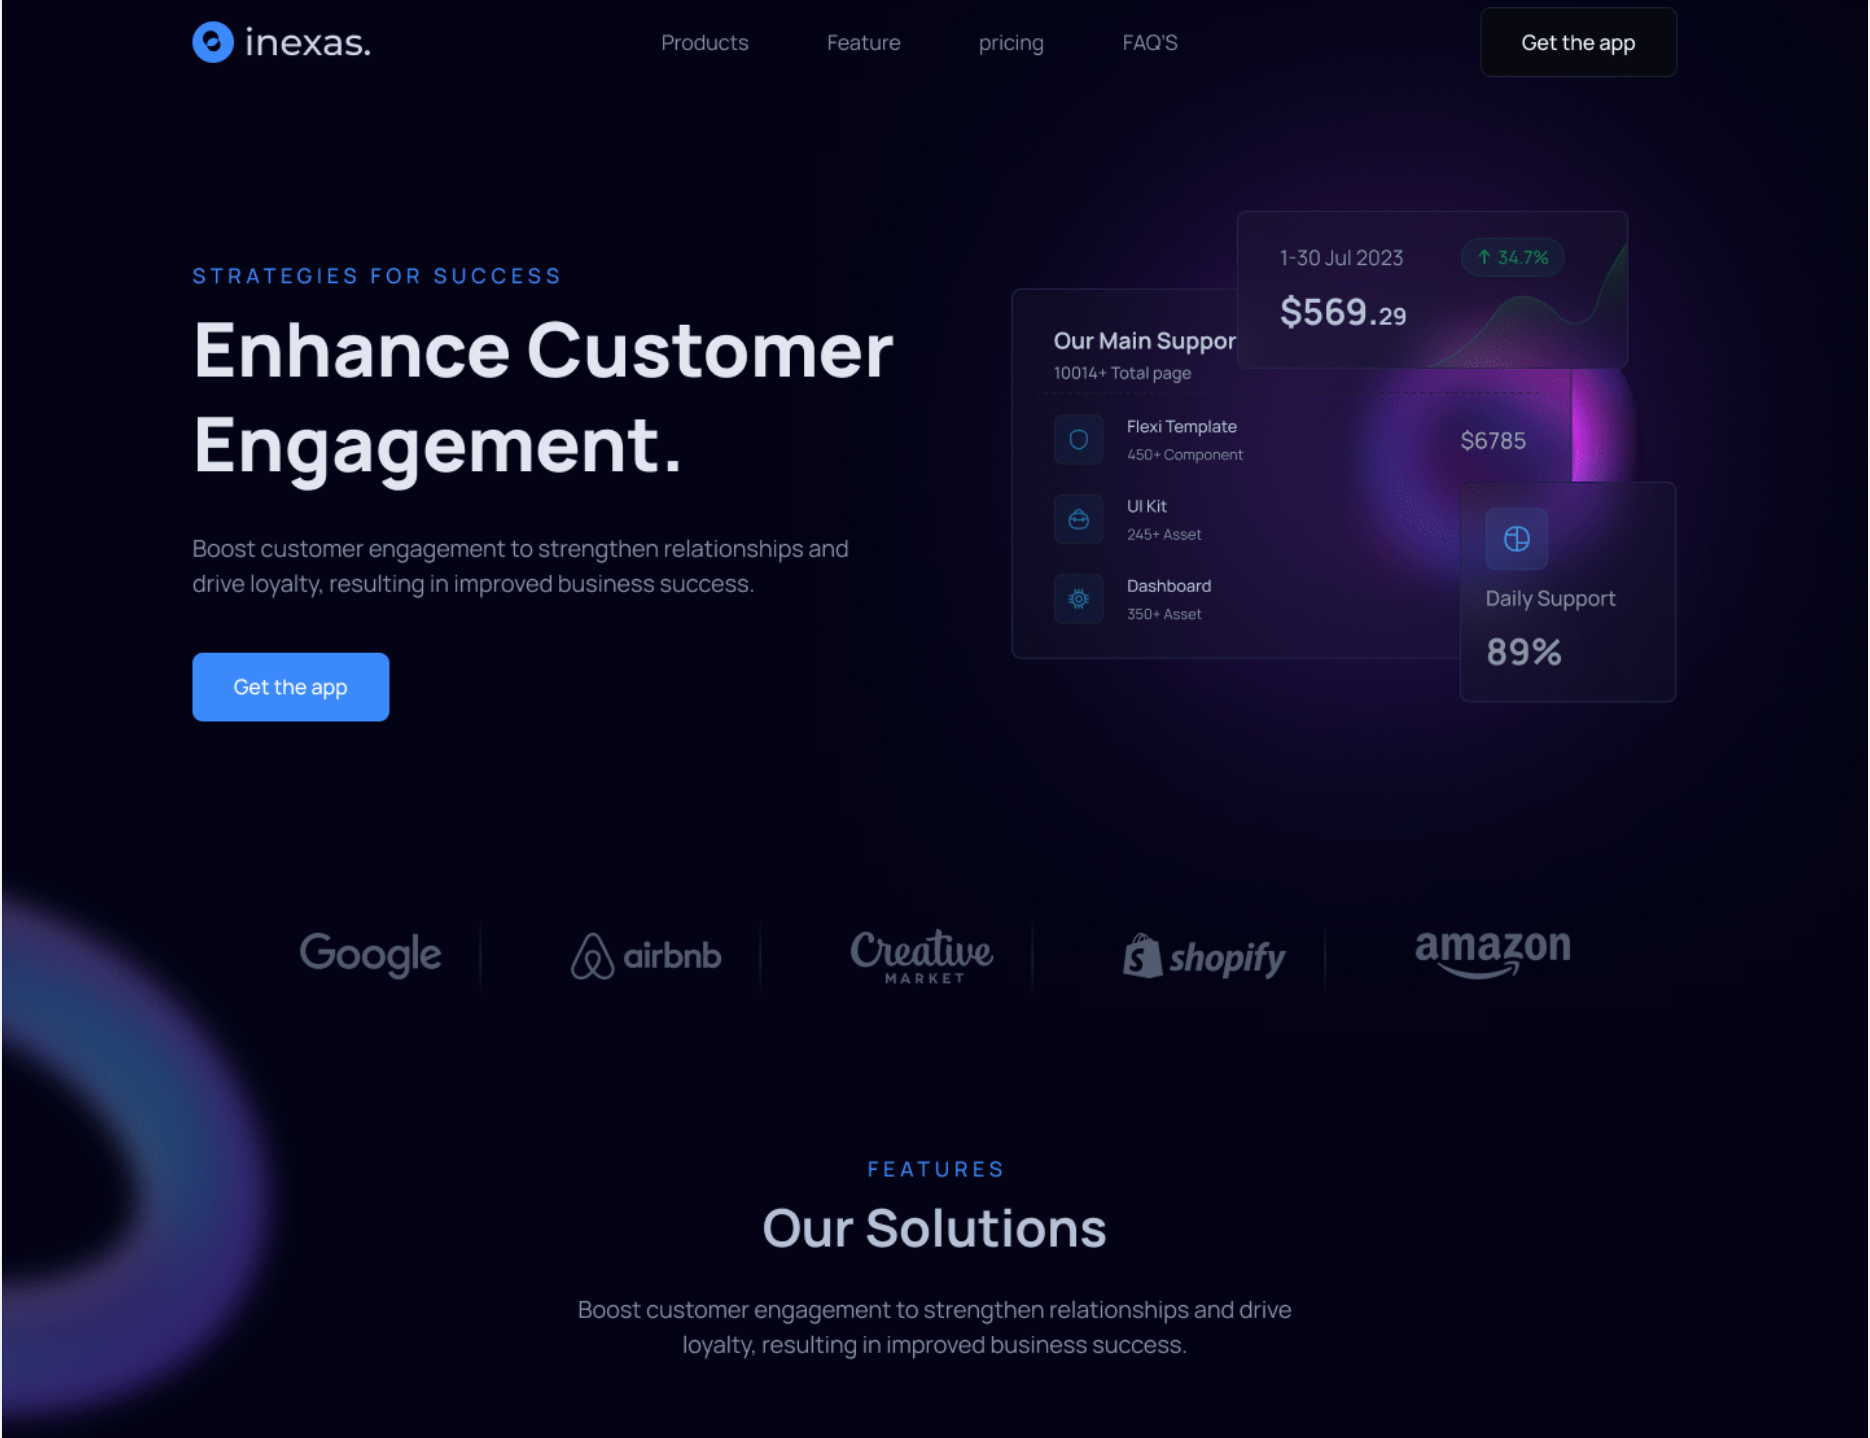 inexas.
Products
Feature
pricing
FAQ'S
Get the app
STRATEGIES FOR SUCCESS
Enhance Customer
Engagement.
Boost customer engagement to strengthen relationships and
drive loyalty, resulting in improved business success.
Get the app
1-30 Jul 2023
↑ 34.7%
$569.29
Our Main Suppor
10014+ Total page
Flexi Template
450+ Component
$6785
UI Kit
245+ Asset
Dashboard
350+ Asset
Daily Support
89%
Google
airbnb
Creative
MARKET
shopify
amazon
FEATURES
Our Solutions
Boost customer engagement to strengthen relationships and drive
loyalty, resulting in improved business success.